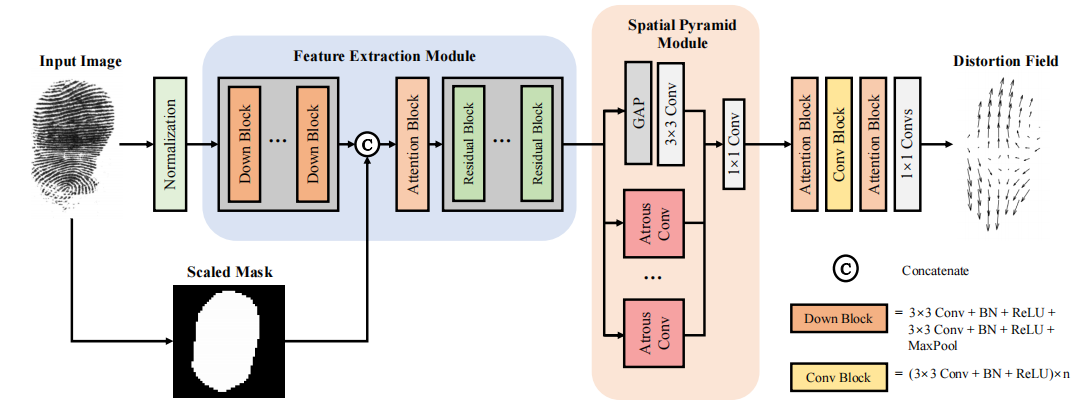 Input Image
Normalization
Feature Extraction Module
Down Block
...
Down Block
C
Attention Block
Residual Block
...
Residual Block
Spatial Pyramid
Module
GAP
3×3 Conv
Atrous
Conv
...
Atrous
Conv
1×1 Conv
Attention Block
Conv Block
Attention Block
1×1 Convs
Distortion Field
Scaled Mask
C
Concatenate
Down Block
= 3×3 Conv + BN + ReLU +
3×3 Conv + BN + ReLU +
MaxPool
Conv Block
= (3×3 Conv + BN + ReLU)×n